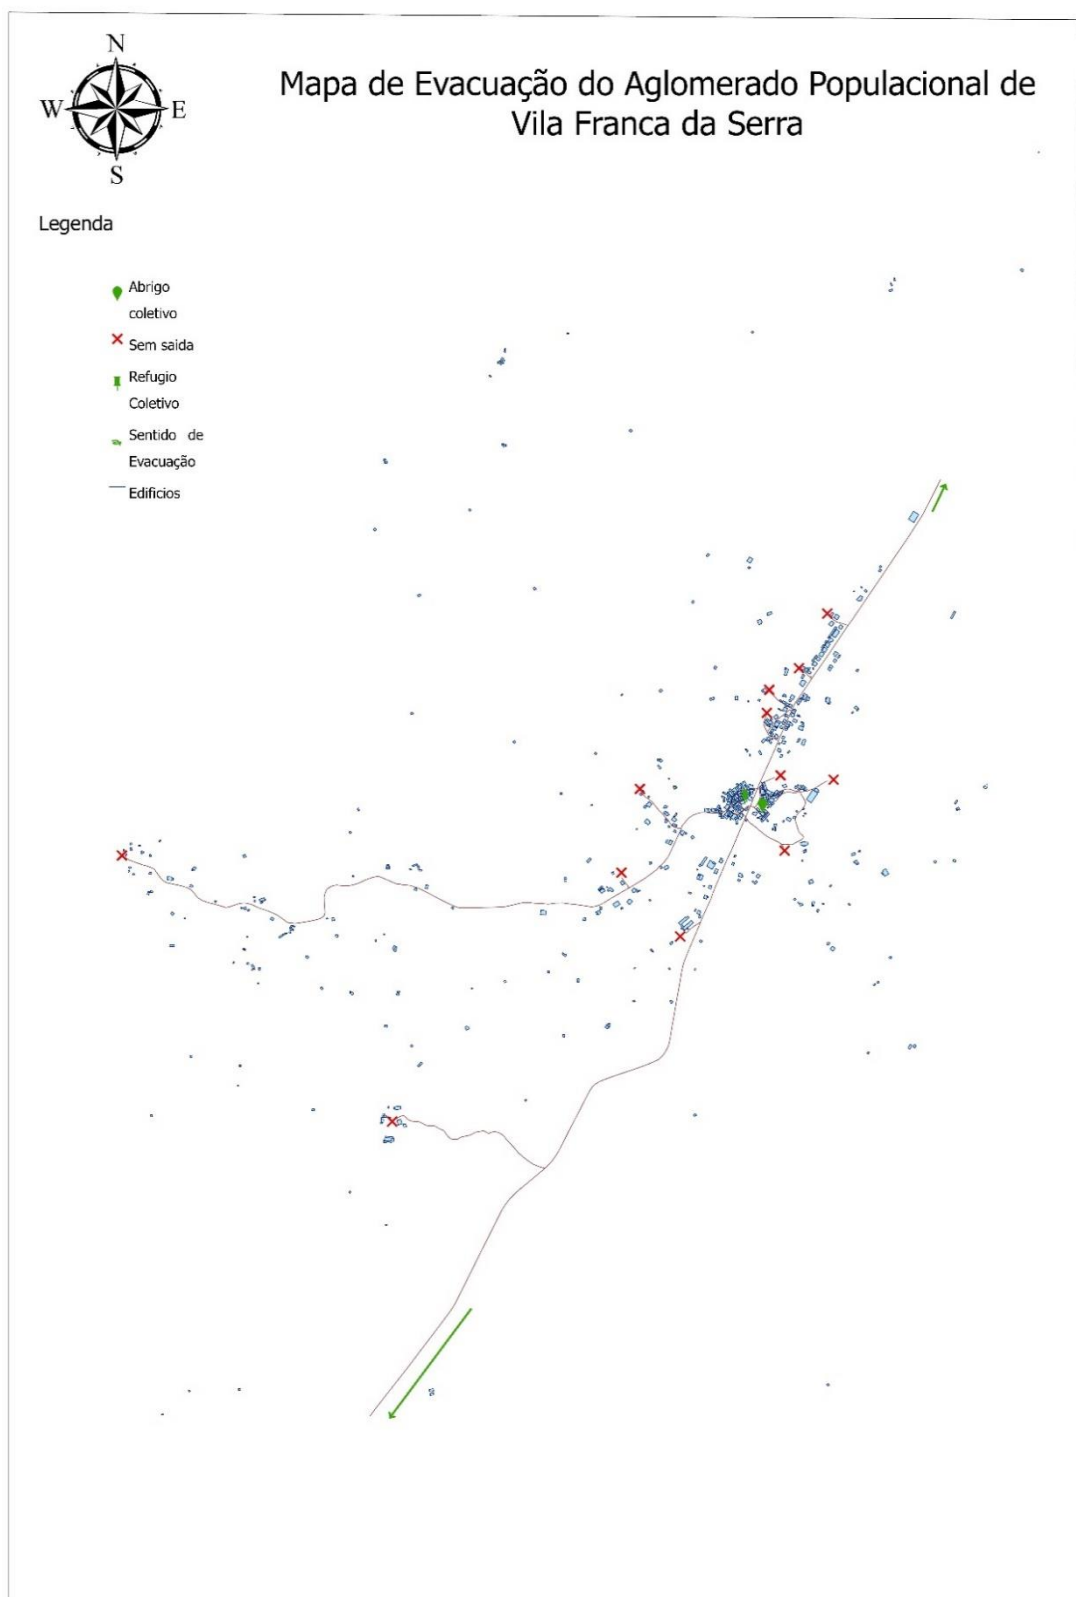 N
W E
S
Mapa de Evacuação do Aglomerado Populacional de
Vila Franca da Serra
Legenda
Abrigo
coletivo
Sem saida
Refugio
Coletivo
Sentido de
Evacuação
Edificios